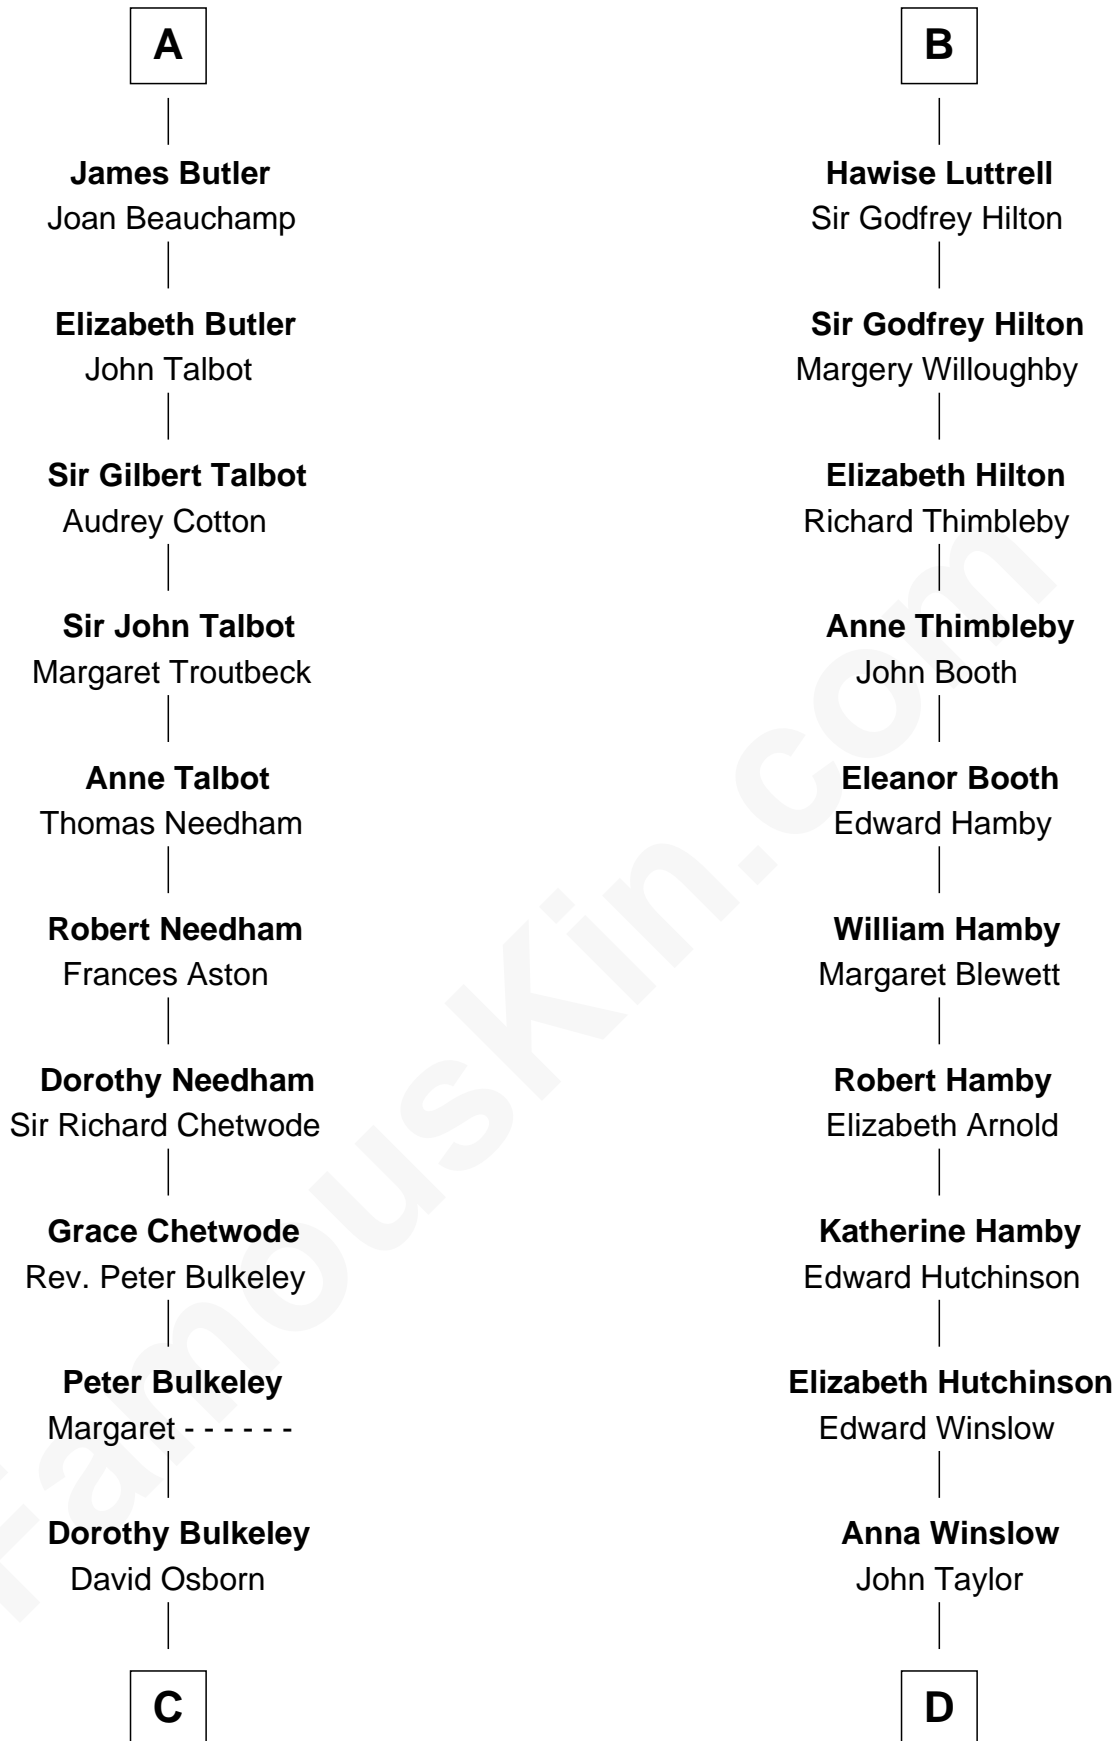 A
James Butler
Joan Beauchamp
Elizabeth Butler
John Talbot
Sir Gilbert Talbot
Audrey Cotton
Sir John Talbot
Margaret Troutbeck
Anne Talbot
Thomas Needham
Robert Needham
Frances Aston
Dorothy Needham
Sir Richard Chetwode
Grace Chetwode
Rev. Peter Bulkeley
Peter Bulkeley
Margaret - - - - - -
Dorothy Bulkeley
David Osborn
C
B
Hawise Luttrell
Sir Godfrey Hilton
Sir Godfrey Hilton
Margery Willoughby
Elizabeth Hilton
Richard Thimbleby
Anne Thimbleby
John Booth
Eleanor Booth
Edward Hamby
William Hamby
Margaret Blewett
Robert Hamby
Elizabeth Arnold
Katherine Hamby
Edward Hutchinson
Elizabeth Hutchinson
Edward Winslow
Anna Winslow
John Taylor
D
FamousKin.com